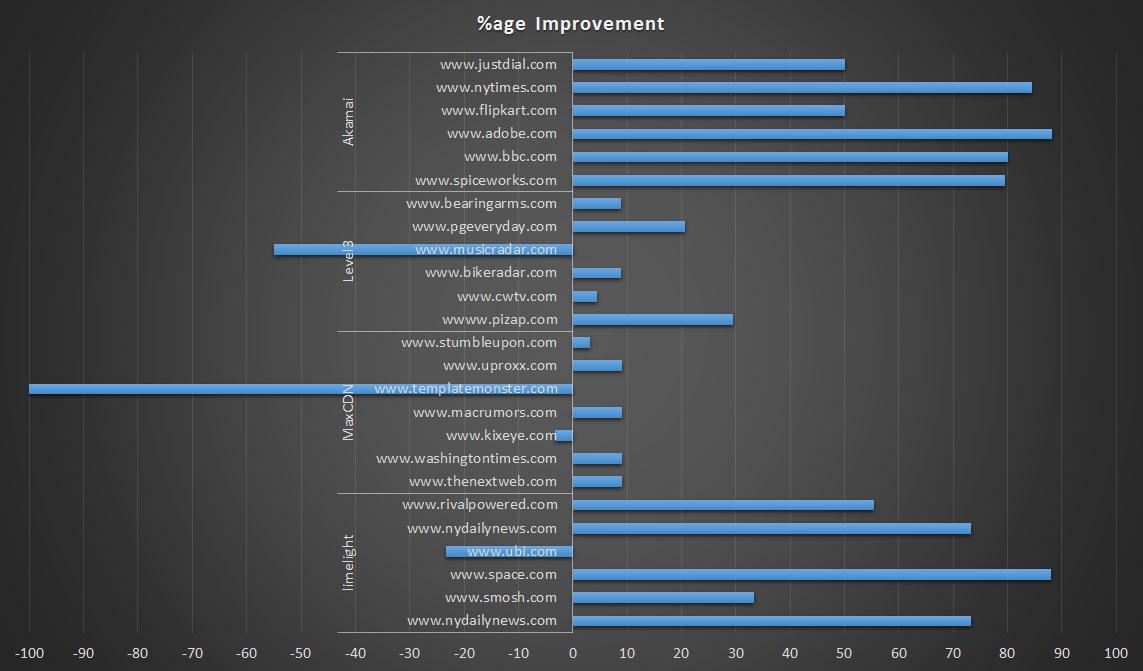 %age Improvement
Akamai
www.justdial.com
www.nytimes.com
www.flipkart.com
www.adobe.com
www.bbc.com
www.spiceworks.com
Level3
www.bearingarms.com
www.pgeveryday.com
www.musicradar.com
www.bikeradar.com
www.cwtv.com
wwww.pizap.com
MaxCDN
www.stumbleupon.com
www.uproxx.com
www.templatemonster.com
www.macrumors.com
www.kixeye.com
www.washingtontimes.com
www.thenextweb.com
limelight
www.rivalpowered.com
www.nydailynews.com
www.ubi.com
www.space.com
www.smosh.com
www.nydailynews.com
-100 -90 -80 -70 -60 -50 -40 -30 -20 -10 0 10 20 30 40 50 60 70 80 90 100